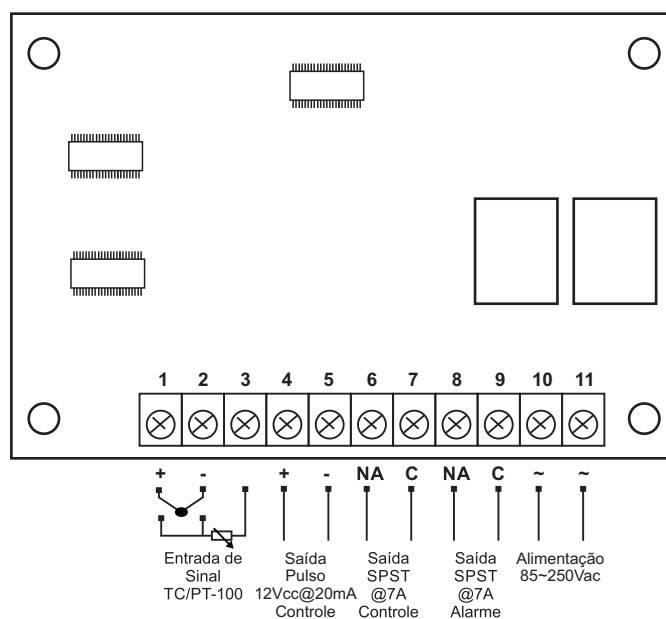 1 2 3 4 5 6 7 8 9 10 11
+ - + - NA C NA C ~ ~
Entrada de
Sinal
TC/PT-100
Saída
Pulso
12Vcc@20mA
Controle
Saída
SPST
@7A
Controle
Saída
SPST
@7A
Alarme
Alimentação
85~250Vac